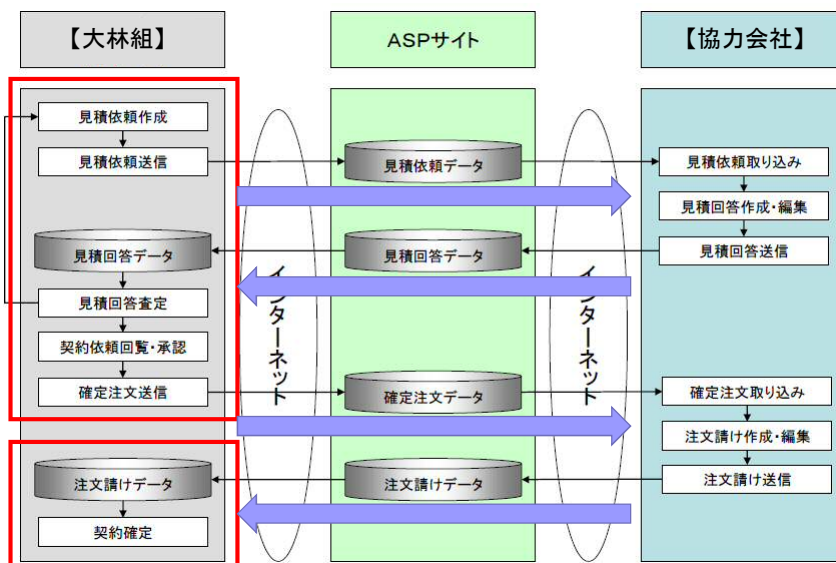 【大林組】
ASPサイト
【協力会社】
見積依頼作成
見積依頼送信
見積依頼データ
見積依頼取り込み
見積回答作成・編集
見積回答データ
見積回答データ
見積回答送信
見積回答査定
インターネット
インターネット
契約依頼回覧・承認
確定注文送信
確定注文データ
確定注文取り込み
注文請け作成・編集
注文請けデータ
注文請けデータ
注文請け送信
契約確定